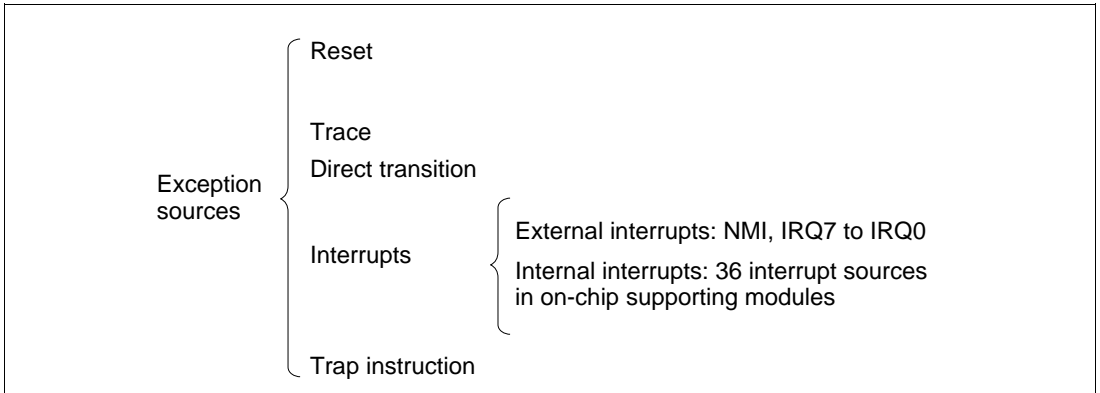 Reset
Trace
Direct transition
Exception
sources
Interrupts
External interrupts: NMI, IRQ7 to IRQ0
Internal interrupts: 36 interrupt sources
in on-chip supporting modules
Trap instruction